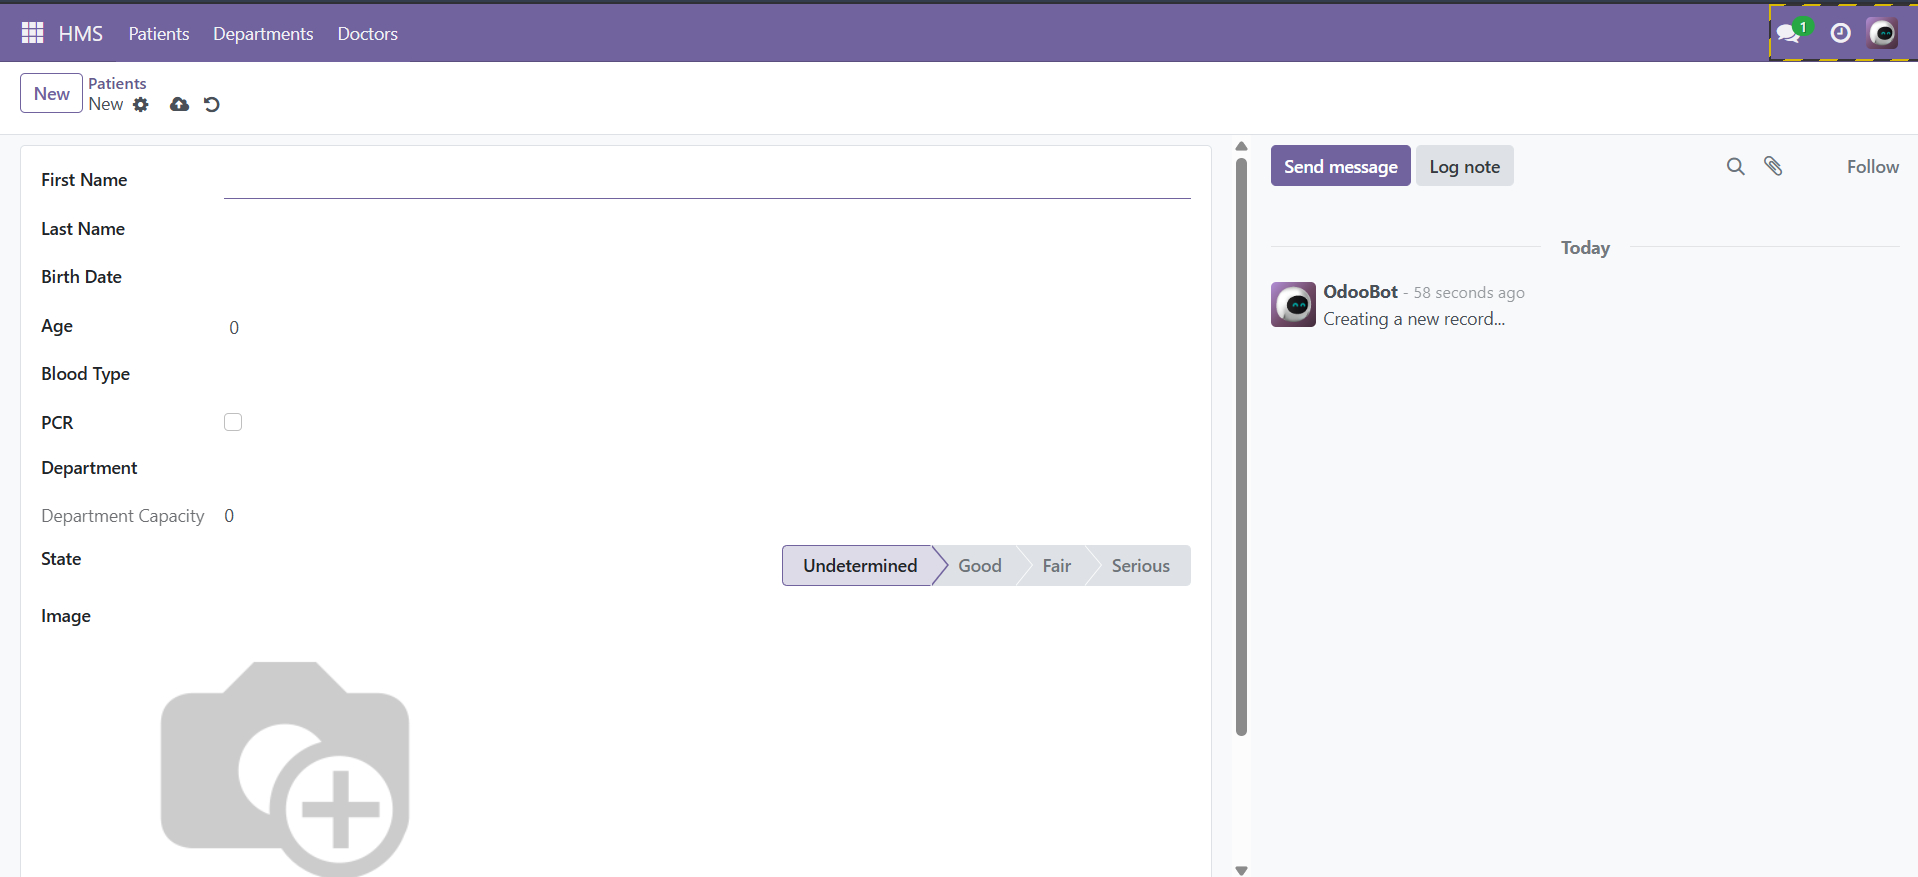 HMS Patients Departments Doctors 1
New Patients
New
First Name
Last Name
Birth Date
Age 0
Blood Type
PCR
Department
Department Capacity 0
State Undetermined Good Fair Serious
Image
Send message Log note Follow
Today
OdooBot - 58 seconds ago
Creating a new record...